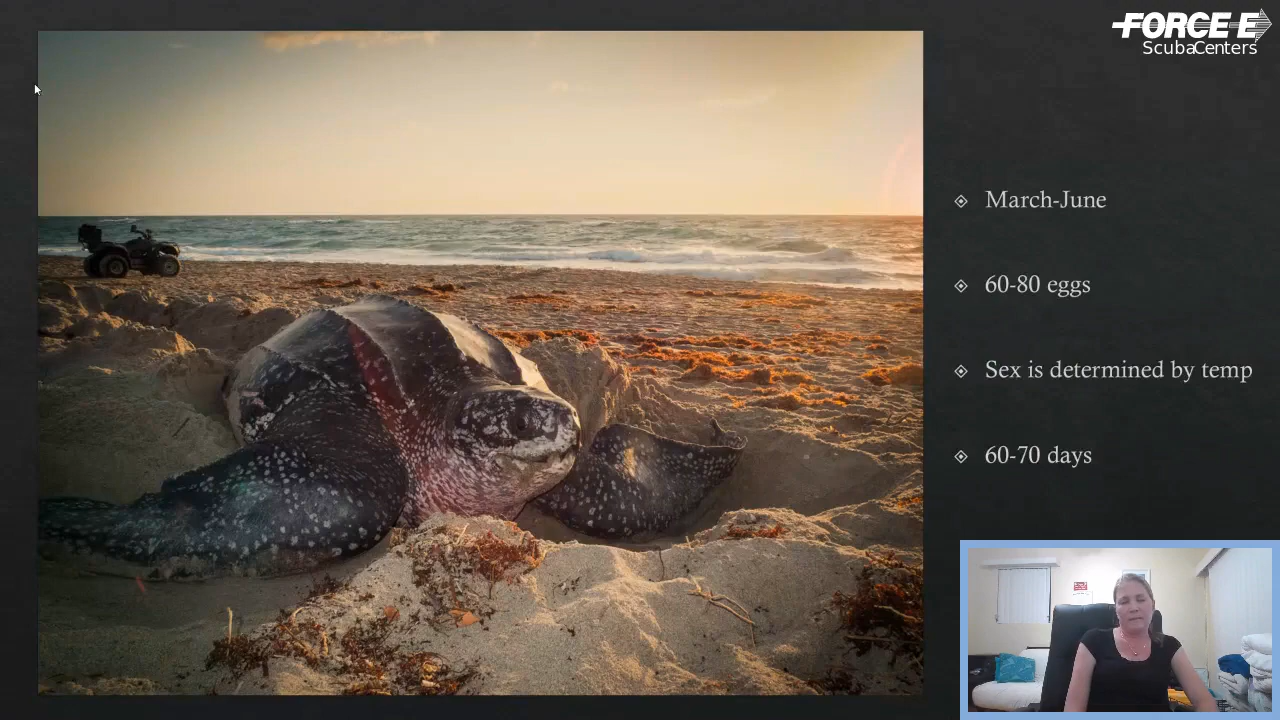 FORCE-E
ScubaCenters
March-June
60-80 eggs
Sex is determined by temp
60-70 days